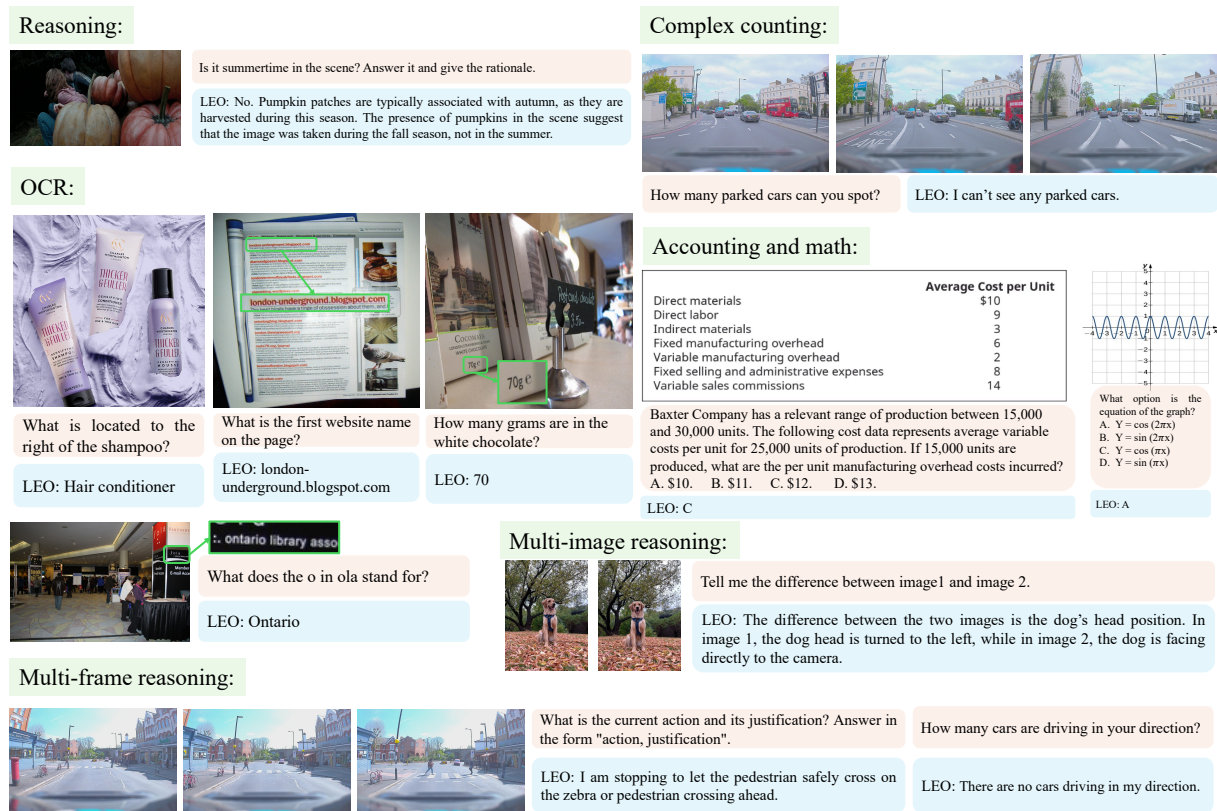 Reasoning:
Is it summertime in the scene? Answer it and give the rationale.
LEO: No. Pumpkin patches are typically associated with autumn, as they are
harvested during this season. The presence of pumpkins in the scene suggest
that the image was taken during the fall season, not in the summer.
OCR:
THICKER
&FULLER
CONDITIONER
THICKER
&FULLER
SHAMPOO
THICKER
&FULLER
MOUSSE
What is located to the
right of the shampoo?
LEO: Hair conditioner
london-underground.blogspot.com
What is the first website name
on the page?
LEO: london-
underground.blogspot.com
WHITE CHOCOLATE
70g e
70g e
How many grams are in the
white chocolate?
LEO: 70
ontario library asso
What does the o in ola stand for?
LEO: Ontario
Complex counting:
How many parked cars can you spot?
LEO: I can't see any parked cars.
Accounting and math:
Average Cost per Unit
Direct materials $10
Direct labor 9
Indirect materials 3
Fixed manufacturing overhead 6
Variable manufacturing overhead 2
Fixed selling and administrative expenses 8
Variable sales commissions 14
Baxter Company has a relevant range of production between 15,000
and 30,000 units. The following cost data represents average variable
costs per unit for 25,000 units of production. If 15,000 units are
produced, what are the per unit manufacturing overhead costs incurred?
A. $10. B. $11. C. $12. D. $13.
LEO: C
What option is the
equation of the graph?
A. Y = cos (2πx)
B. Y = sin (2πx)
C. Y = cos (πx)
D. Y = sin (πx)
LEO: A
Multi-image reasoning:
Tell me the difference between image1 and image 2.
LEO: The difference between the two images is the dog's head position. In
image 1, the dog head is turned to the left, while in image 2, the dog is facing
directly to the camera.
Multi-frame reasoning:
What is the current action and its justification? Answer in
the form "action, justification".
LEO: I am stopping to let the pedestrian safely cross on
the zebra or pedestrian crossing ahead.
How many cars are driving in your direction?
LEO: There are no cars driving in my direction.